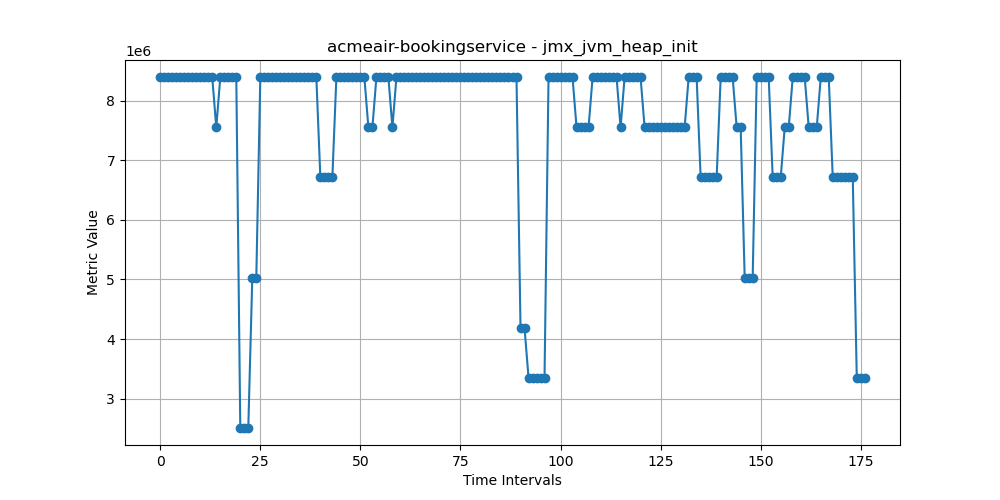 acmeair-bookingservice - jmx_jvm_heap_init
1e6
8
7
6
5
4
3
Metric Value
0 25 50 75 100 125 150 175
Time Intervals